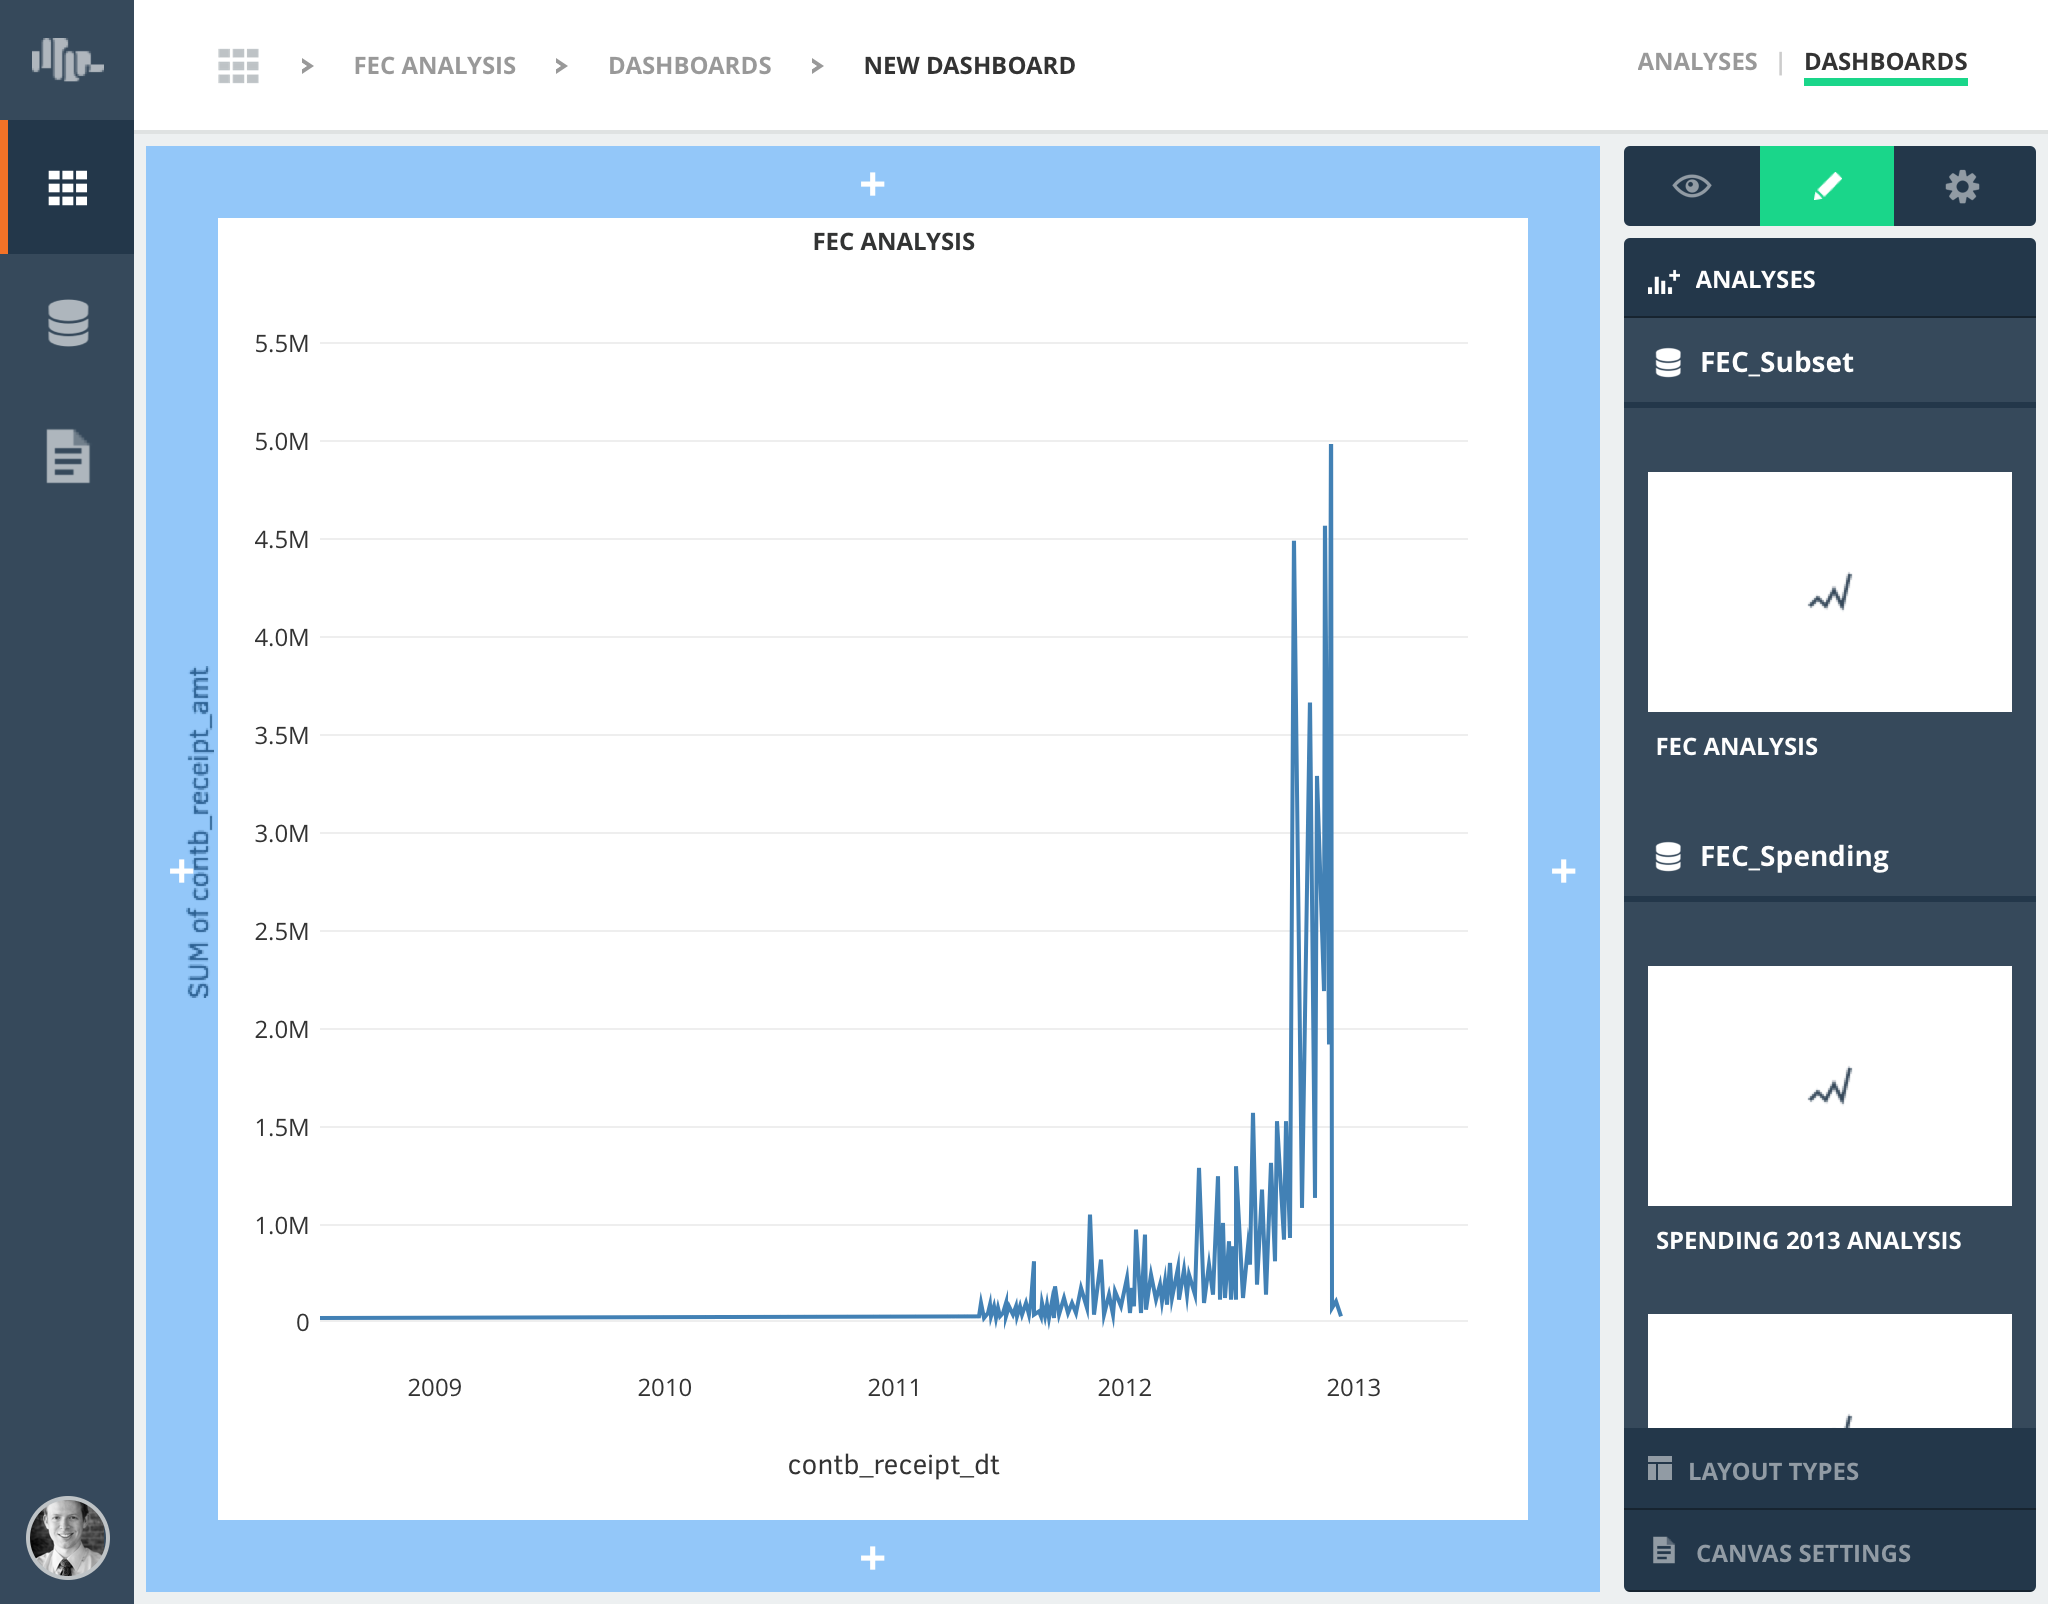 FEC ANALYSIS > DASHBOARDS > NEW DASHBOARD
ANALYSES | DASHBOARDS
FEC ANALYSIS
5.5M
5.0M
4.5M
4.0M
3.5M
3.0M
2.5M
2.0M
1.5M
1.0M
0
SUM of contb_receipt_amt
2009 2010 2011 2012 2013
contb_receipt_dt
ANALYSES
FEC_Subset
FEC ANALYSIS
FEC_Spending
SPENDING 2013 ANALYSIS
LAYOUT TYPES
CANVAS SETTINGS